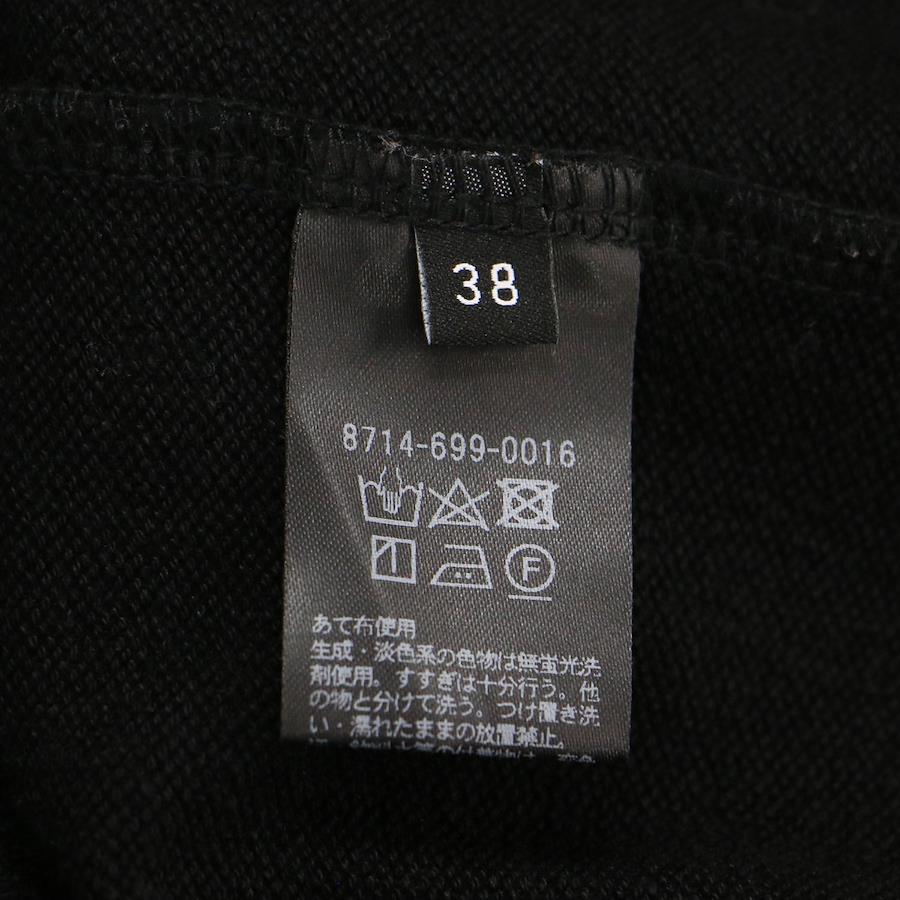 38
8714-699-0016
F
あて布使用
生成・淡色系の色物は無蛍光洗
剤使用。すすぎは十分行う。他
の物と分けて洗う。つけ置き洗
い・濡れたままの放置禁止。